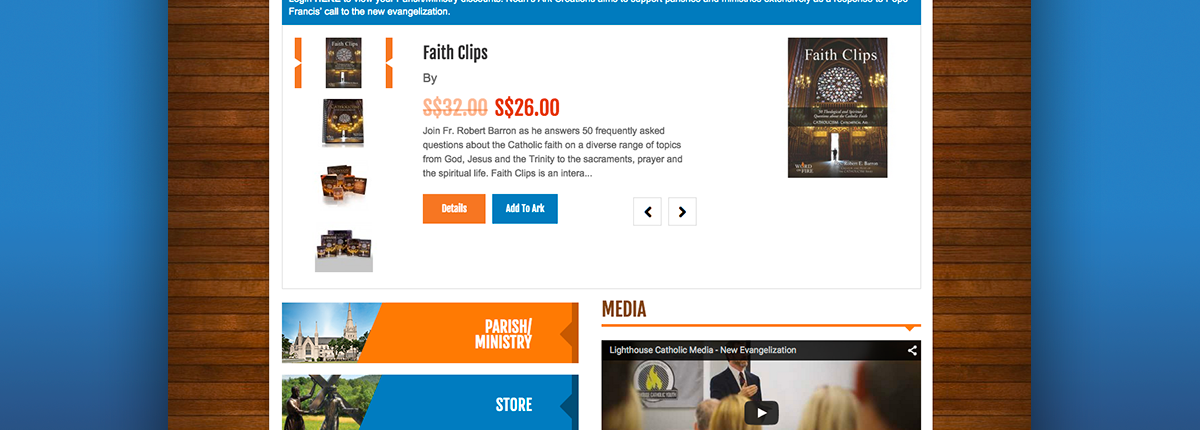 Login HERE to view your Parish/Ministry discounts. Noah's Ark Creations aims to support parishes and ministries extensively as a response to Pope
Francis' call to the new evangelization.
Faith Clips
Faith Clips
By
S$32.00 S$26.00
Join Fr. Robert Barron as he answers 50 frequently asked
questions about the Catholic faith on a diverse range of topics
from God, Jesus and the Trinity to the sacraments, prayer and
the spiritual life. Faith Clips is an intera...
Details
Add To Ark
Faith Clips
50 Theological and Spiritual
Questions about the Catholic Faith
WORD
on FIRE
Robert E. Barron
PARISH/
MINISTRY
STORE
MEDIA
Lighthouse Catholic Media - New Evangelization
HOUSE CATHOLIC YOUTH